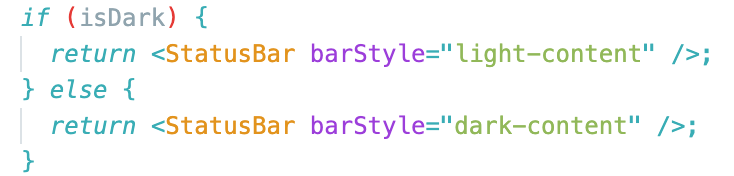 if (isDark) {
  return <StatusBar barStyle="light-content" />;
} else {
  return <StatusBar barStyle="dark-content" />;
}